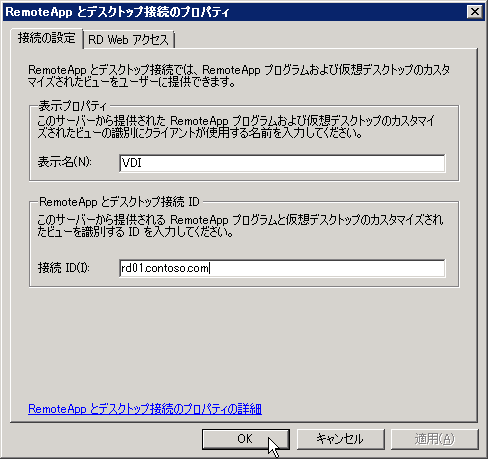 RemoteApp とデスクトップ接続のプロパティ
接続の設定
RD Web アクセス
RemoteApp とデスクトップ接続では、RemoteApp プログラムおよび仮想デスクトップのカスタ
マイズされたビューをユーザーに提供できます。
表示プロパティ
このサーバーから提供された RemoteApp プログラムおよび仮想デスクトップのカスタマイ
ズされたビューの識別にクライアントが使用する名前を入力してください。
表示名(N):
VDI
RemoteApp とデスクトップ接続 ID
このサーバーから提供される RemoteApp プログラムと仮想デスクトップのカスタマイズされ
たビューを識別する ID を入力してください。
接続 ID(I):
rd01.contoso.com
RemoteApp とデスクトップ接続のプロパティの詳細
OK
キャンセル
適用(A)